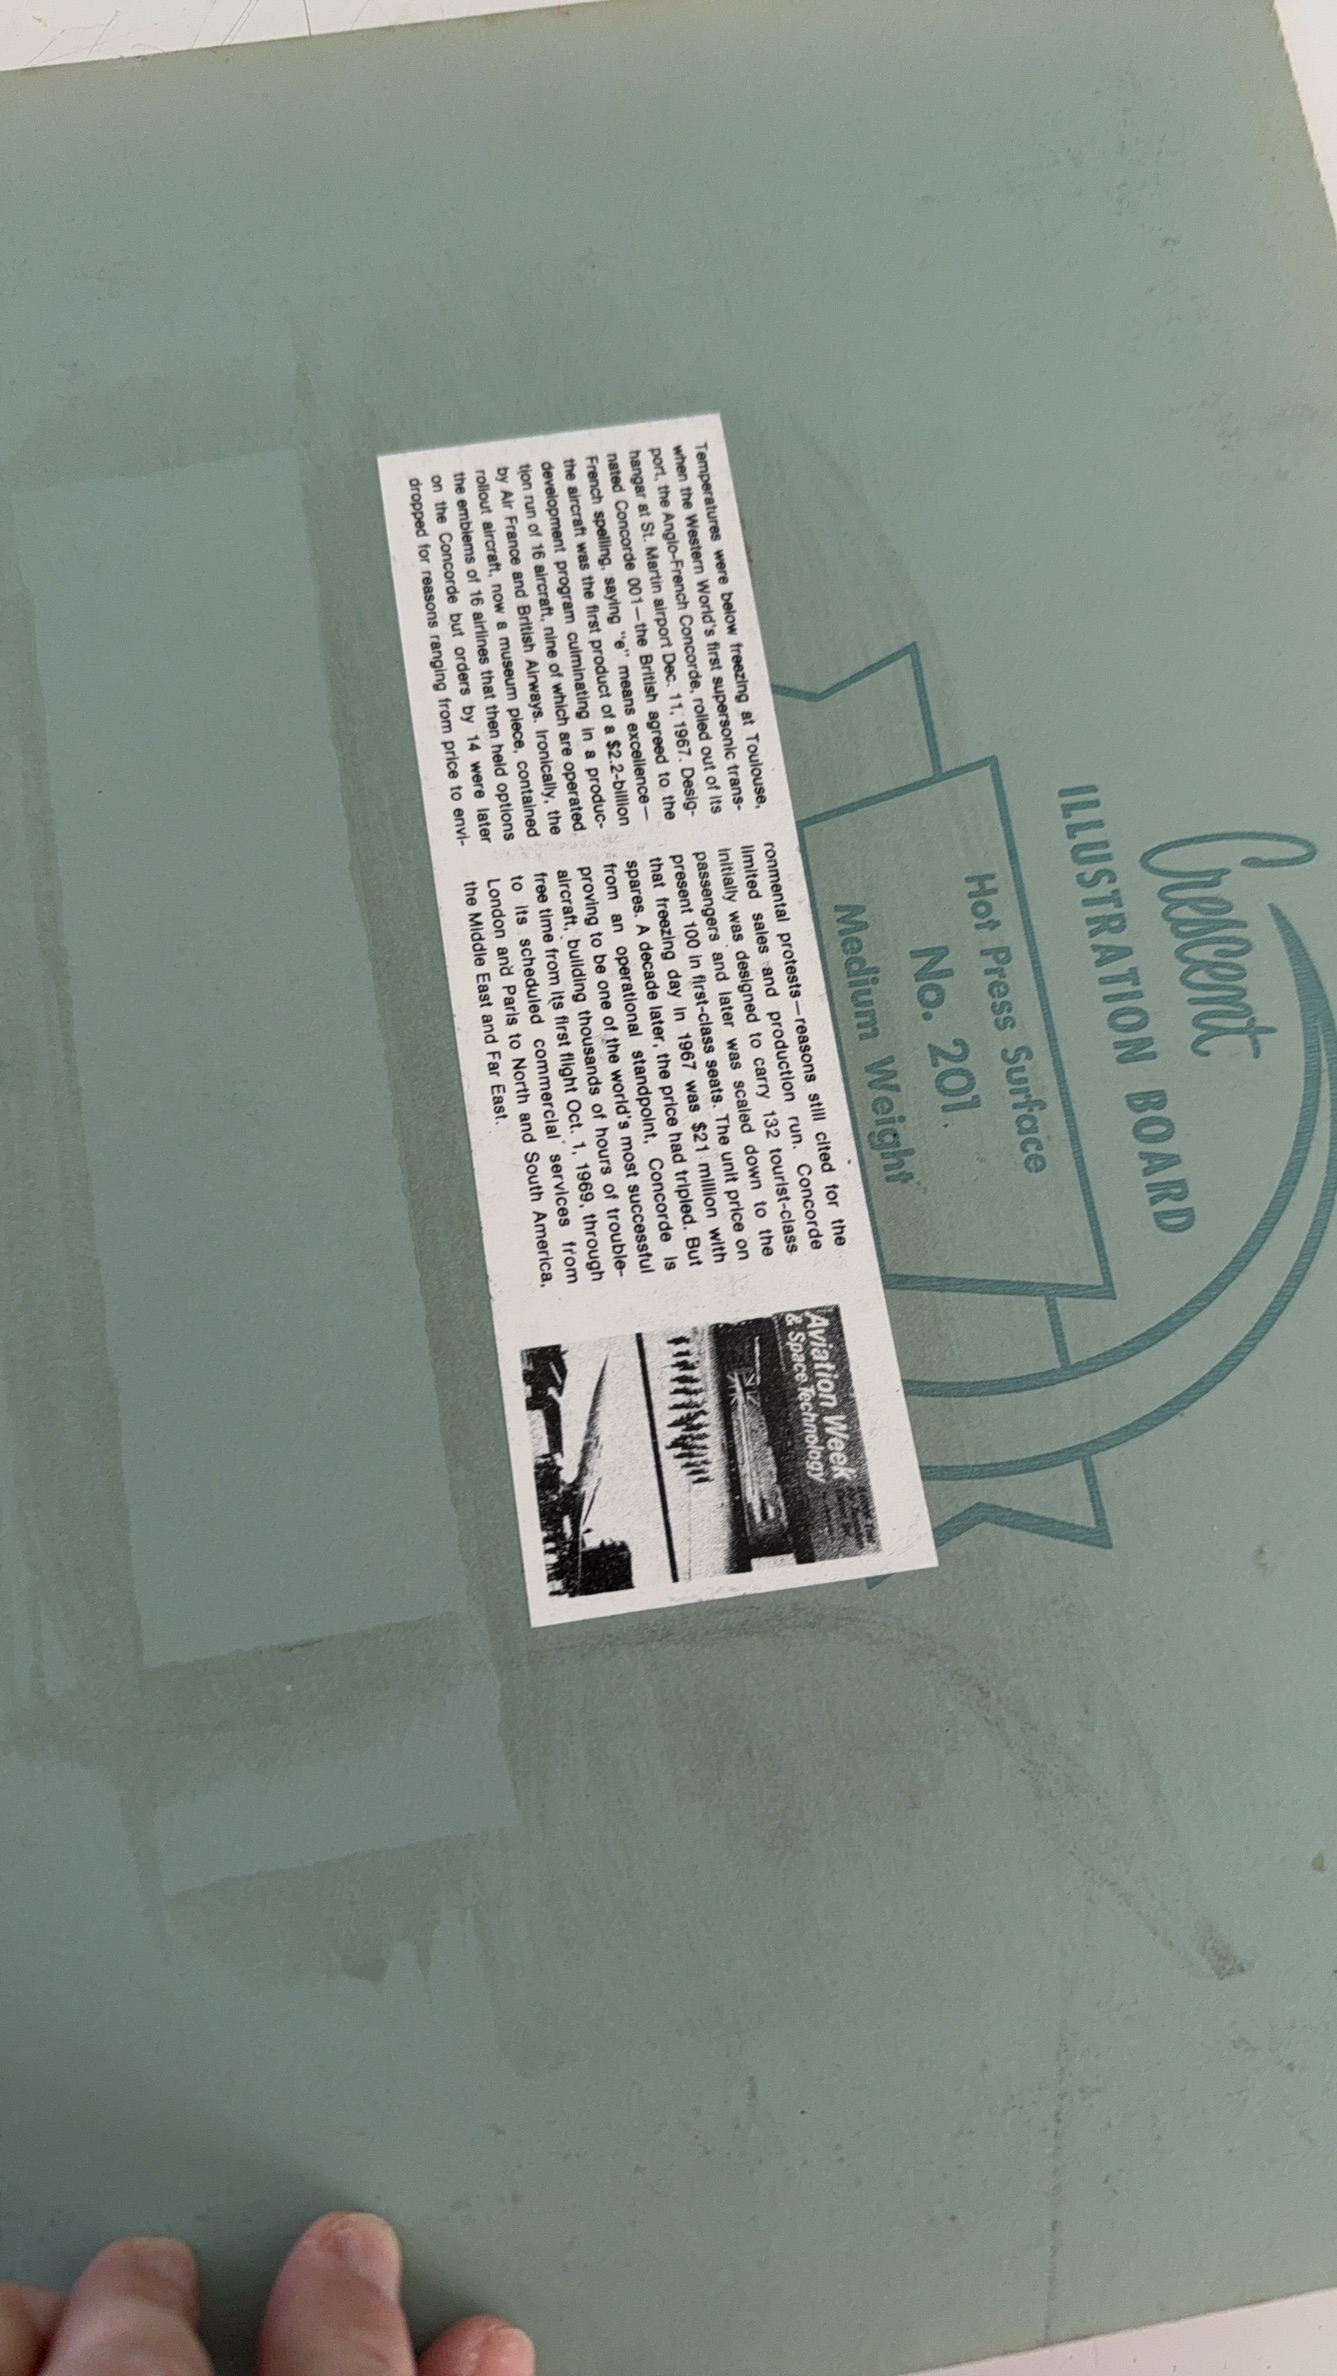 Crescent
ILLUSTRATION BOARD
Hot Press Surface
No. 201
Medium Weight
Temperatures were below freezing at Toulouse,
when the Western World's first supersonic trans-
port, the Anglo-French Concorde, rolled out of its
hangar at St. Martin airport Dec. 11, 1967. Desig-
nated Concorde 001—the British agreed to the
French spelling, saying "e" means excellence—
the aircraft was the first product of a $2.2-billion
development program culminating in a produc-
tion run of 16 aircraft, nine of which are operated
by Air France and British Airways. Ironically, the
rollout aircraft, now a museum piece, contained
the emblems of 16 airlines that then held options
on the Concorde but orders by 14 were later
dropped for reasons ranging from price to envi-
ronmental protests—reasons still cited for the
limited sales and production run. Concorde
initially was designed to carry 132 tourist-class
passengers and later was scaled down to the
present 100 in first-class seats. The unit price on
that freezing day in 1967 was $21 million with
spares. A decade later, the price had tripled. But
from an operational standpoint, Concorde is
proving to be one of the world's most successful
aircraft, building thousands of hours of trouble-
free time from its first flight Oct. 1, 1969, through
to its scheduled commercial services from
London and Paris to North and South America,
the Middle East and Far East.
Aviation Week
& Space Technology